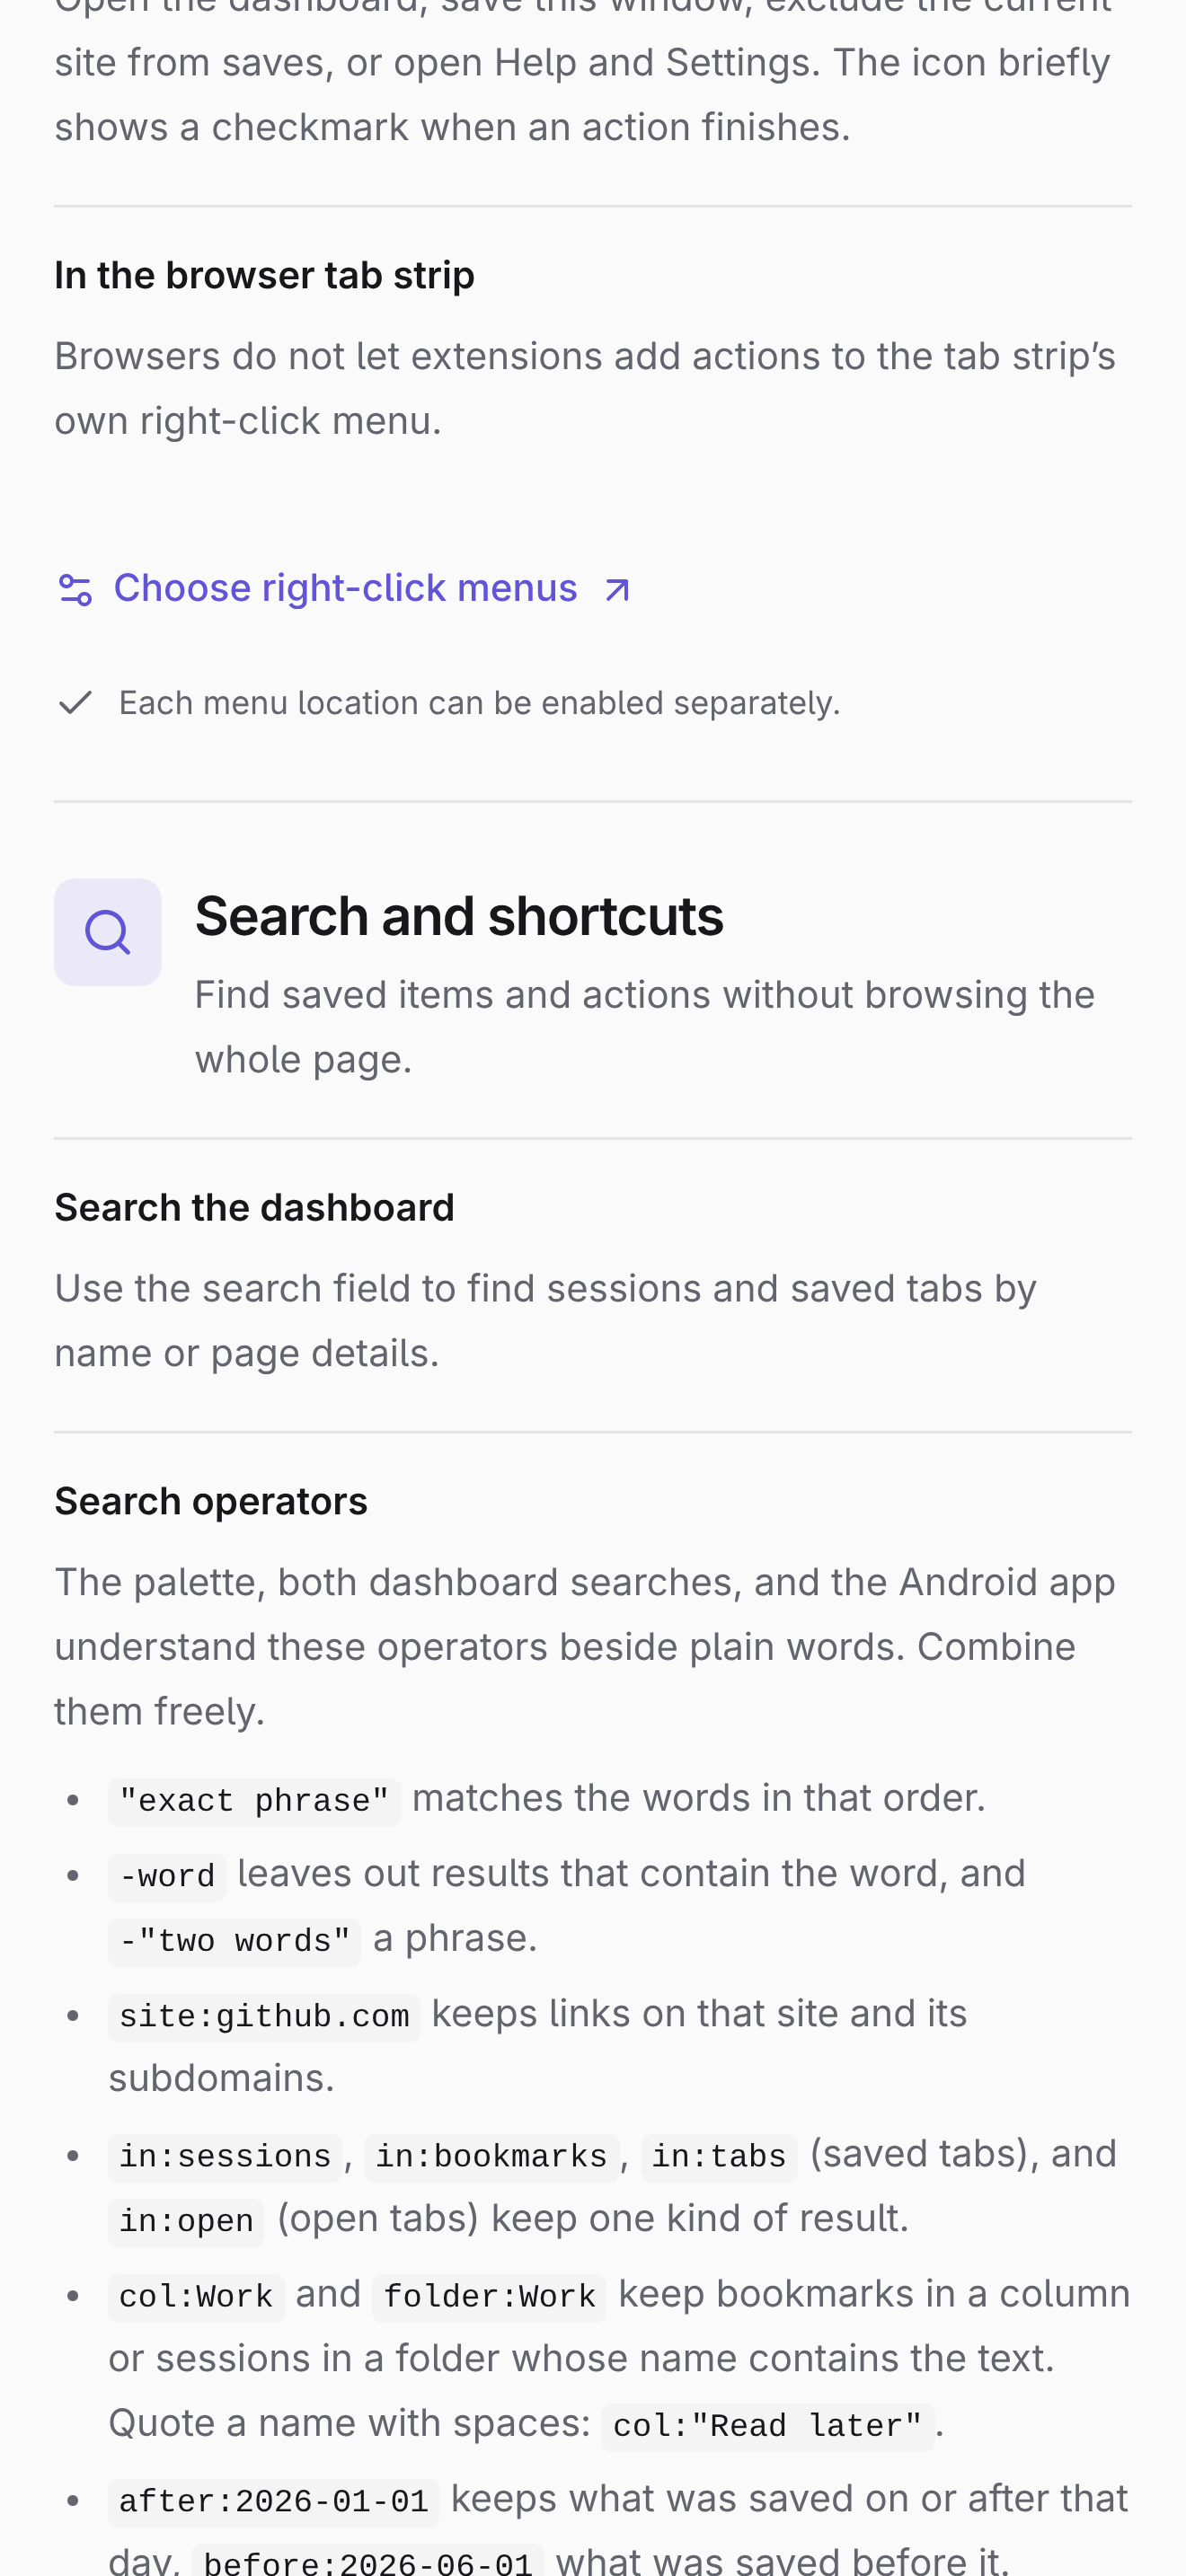 Open the dashboard, save this window, exclude the current
site from saves, or open Help and Settings. The icon briefly
shows a checkmark when an action finishes.
In the browser tab strip
Browsers do not let extensions add actions to the tab strip’s
own right-click menu.
Choose right-click menus
Each menu location can be enabled separately.
Search and shortcuts
Find saved items and actions without browsing the
whole page.
Search the dashboard
Use the search field to find sessions and saved tabs by
name or page details.
Search operators
The palette, both dashboard searches, and the Android app
understand these operators beside plain words. Combine
them freely.
"exact phrase" matches the words in that order.
-word leaves out results that contain the word, and
-"two words" a phrase.
site:github.com keeps links on that site and its
subdomains.
in:sessions, in:bookmarks, in:tabs (saved tabs), and
in:open (open tabs) keep one kind of result.
col:Work and folder:Work keep bookmarks in a column
or sessions in a folder whose name contains the text.
Quote a name with spaces: col:"Read later".
after:2026-01-01 keeps what was saved on or after that
day, before:2026-06-01 what was saved before it.